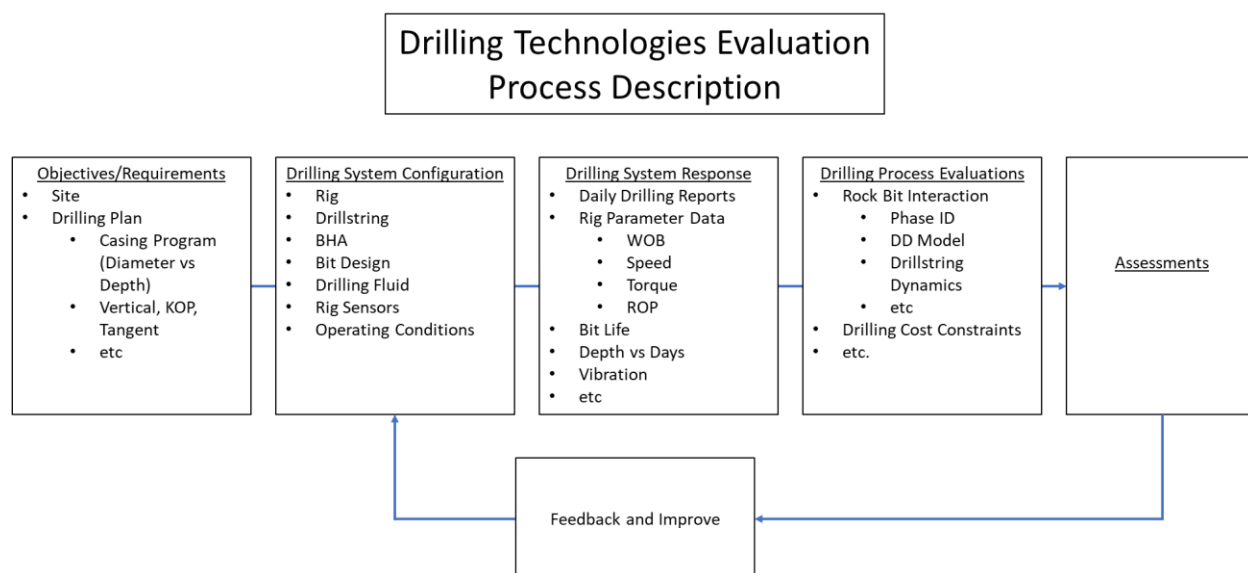 Drilling Technologies Evaluation
Process Description
Objectives/Requirements
• Site
• Drilling Plan
• Casing Program
(Diameter vs
Depth)
• Vertical, KOP,
Tangent
• etc
Drilling System Configuration
• Rig
• Drillstring
• BHA
• Bit Design
• Drilling Fluid
• Rig Sensors
• Operating Conditions
Drilling System Response
• Daily Drilling Reports
• Rig Parameter Data
• WOB
• Speed
• Torque
• ROP
• Bit Life
• Depth vs Days
• Vibration
• etc
Drilling Process Evaluations
• Rock Bit Interaction
• Phase ID
• DD Model
• Drillstring
Dynamics
• etc
• Drilling Cost Constraints
• etc.
Assessments
Feedback and Improve